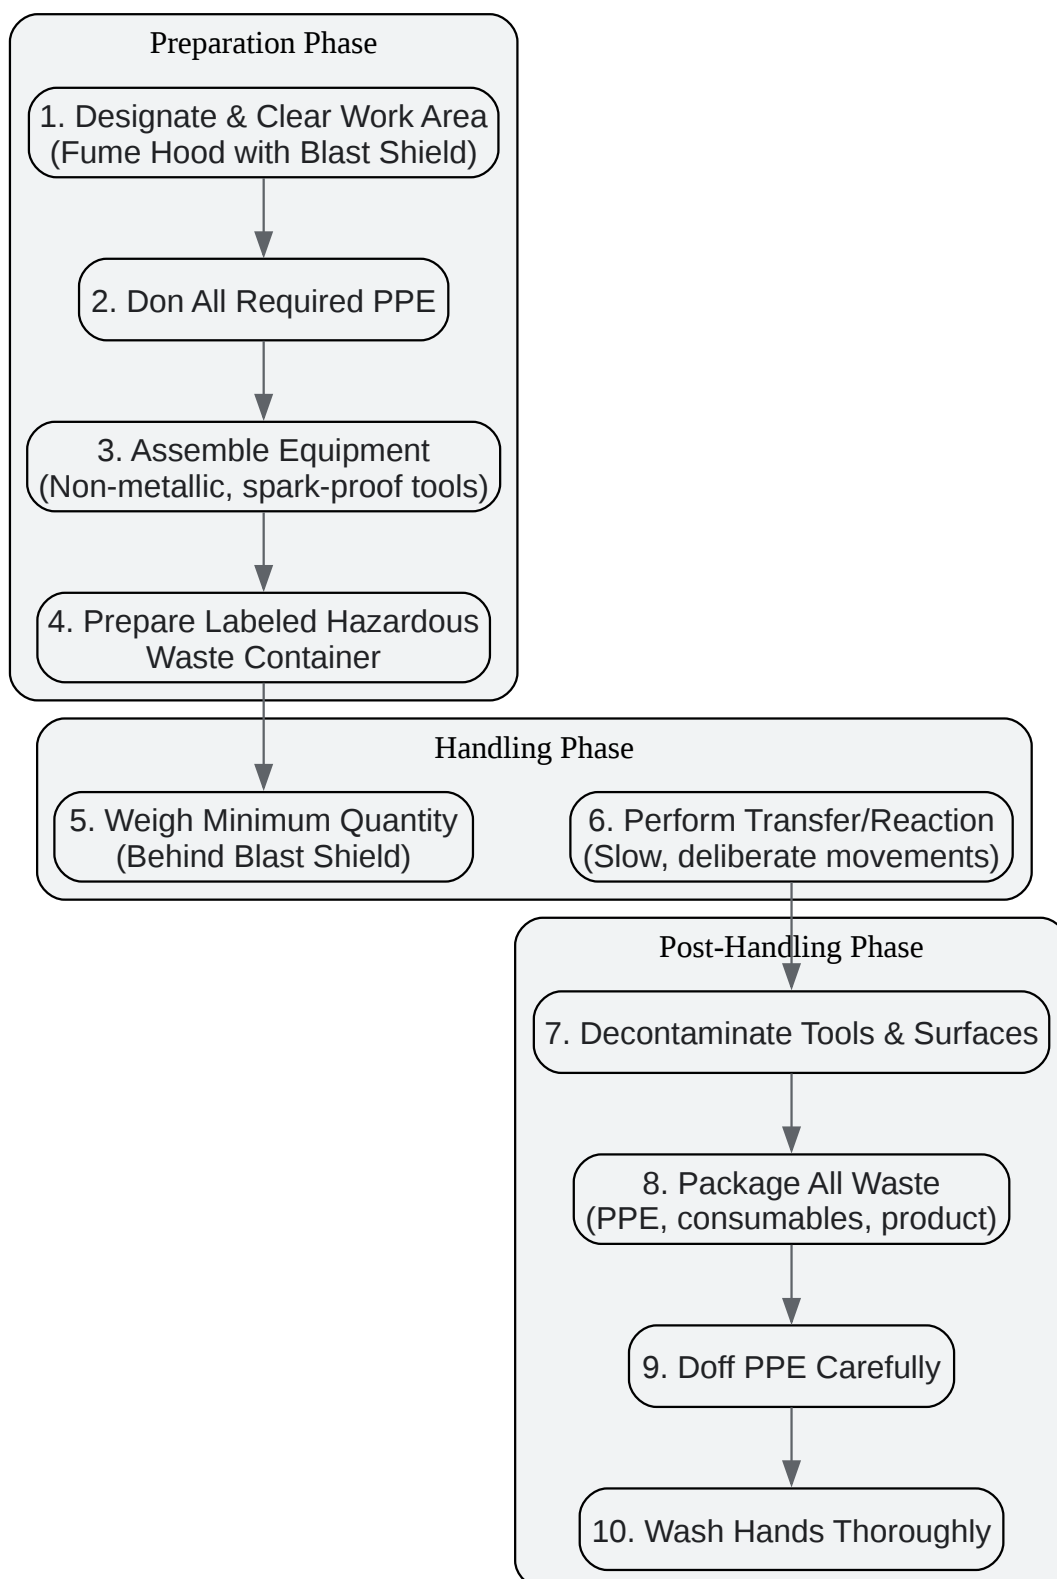 Preparation Phase
1. Designate & Clear Work Area
(Fume Hood with Blast Shield)
2. Don All Required PPE
3. Assemble Equipment
(Non-metallic, spark-proof tools)
4. Prepare Labeled Hazardous
Waste Container
Handling Phase
5. Weigh Minimum Quantity
(Behind Blast Shield)
6. Perform Transfer/Reaction
(Slow, deliberate movements)
Post-Handling Phase
7. Decontaminate Tools & Surfaces
8. Package All Waste
(PPE, consumables, product)
9. Doff PPE Carefully
10. Wash Hands Thoroughly